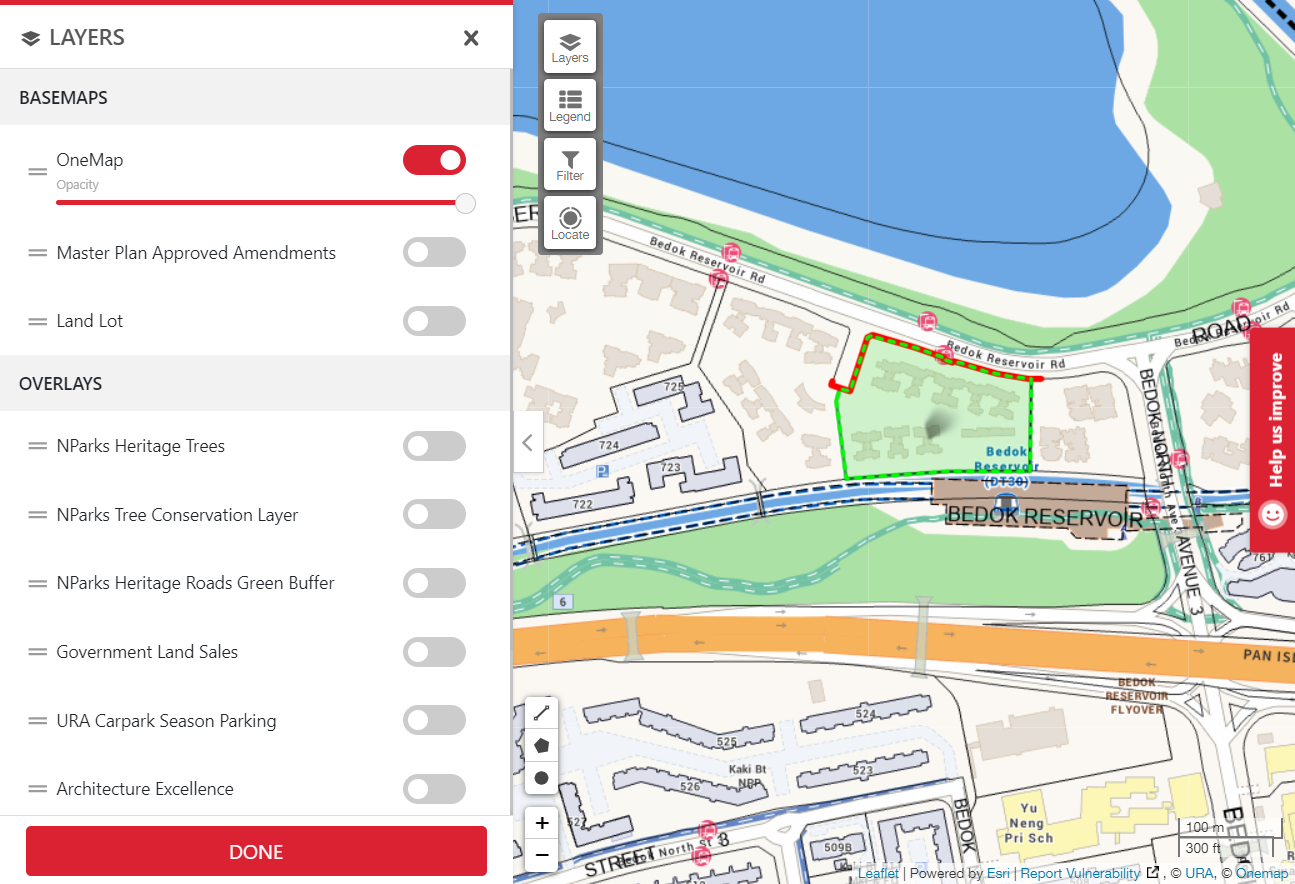 LAYERS
BASEMAPS
OneMap
Opacity
Master Plan Approved Amendments
Land Lot
OVERLAYS
NParks Heritage Trees
NParks Tree Conservation Layer
NParks Heritage Roads Green Buffer
Government Land Sales
URA Carpark Season Parking
Architecture Excellence
DONE
Layers
Legend
Filter
Locate
Bedok Reservoir Rd
Bedok Reservoir Rd
ROAD
725
724
P
723
722
Bedok
Reservoir
(DT30)
BEDOK RESERVOIR
BEDOK NORTH
AVENUE 3
761
6
PAN ISL
BEDOK
RESERVOIR
FLYOVER
524
525
523
Kaki Bt
NRP
526
527
BEDOK
Yu
Neng
Pri Sch
509B
STREET 3
Bedok North St 3
BEDO
Help us improve
+
−
100 m
300 ft
Leaflet | Powered by Esri | Report Vulnerability , © URA, © Onemap